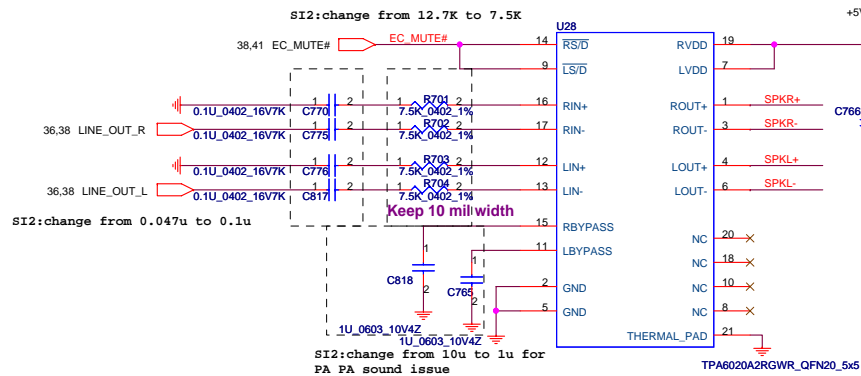 SI2:change from 12.7K to 7.5K
U28
+5V
38,41 EC_MUTE#
EC_MUTE#
14 RS/D
RVDD 19
9 LS/D
LVDD 7
1 2 R701
1 2
16 RIN+
ROUT+ 1 SPKR+
0.1U_0402_16V7K C770
7.5K_0402_1%
C766
36,38 LINE_OUT_R
1 2 R702
1 2
17 RIN-
ROUT- 3 SPKR-
0.1U_0402_16V7K C775
7.5K_0402_1%
1 2 R703
1 2
12 LIN+
LOUT+ 4 SPKL+
0.1U_0402_16V7K C776
7.5K_0402_1%
36,38 LINE_OUT_L
1 2 R704
1 2
13 LIN-
LOUT- 6 SPKL-
0.1U_0402_16V7K C817
7.5K_0402_1%
Keep 10 mil width
SI2:change from 0.047u to 0.1u
15 RBYPASS
NC 20
11 LBYPASS
NC 18
1
C818
2
1
C765
2
2 GND
NC 10
5 GND
NC 8
1U_0603_10V4Z
1U_0603_10V4Z
THERMAL_PAD 21
SI2:change from 10u to 1u for
PA PA sound issue
TPA6020A2RGWR_QFN20_5x5